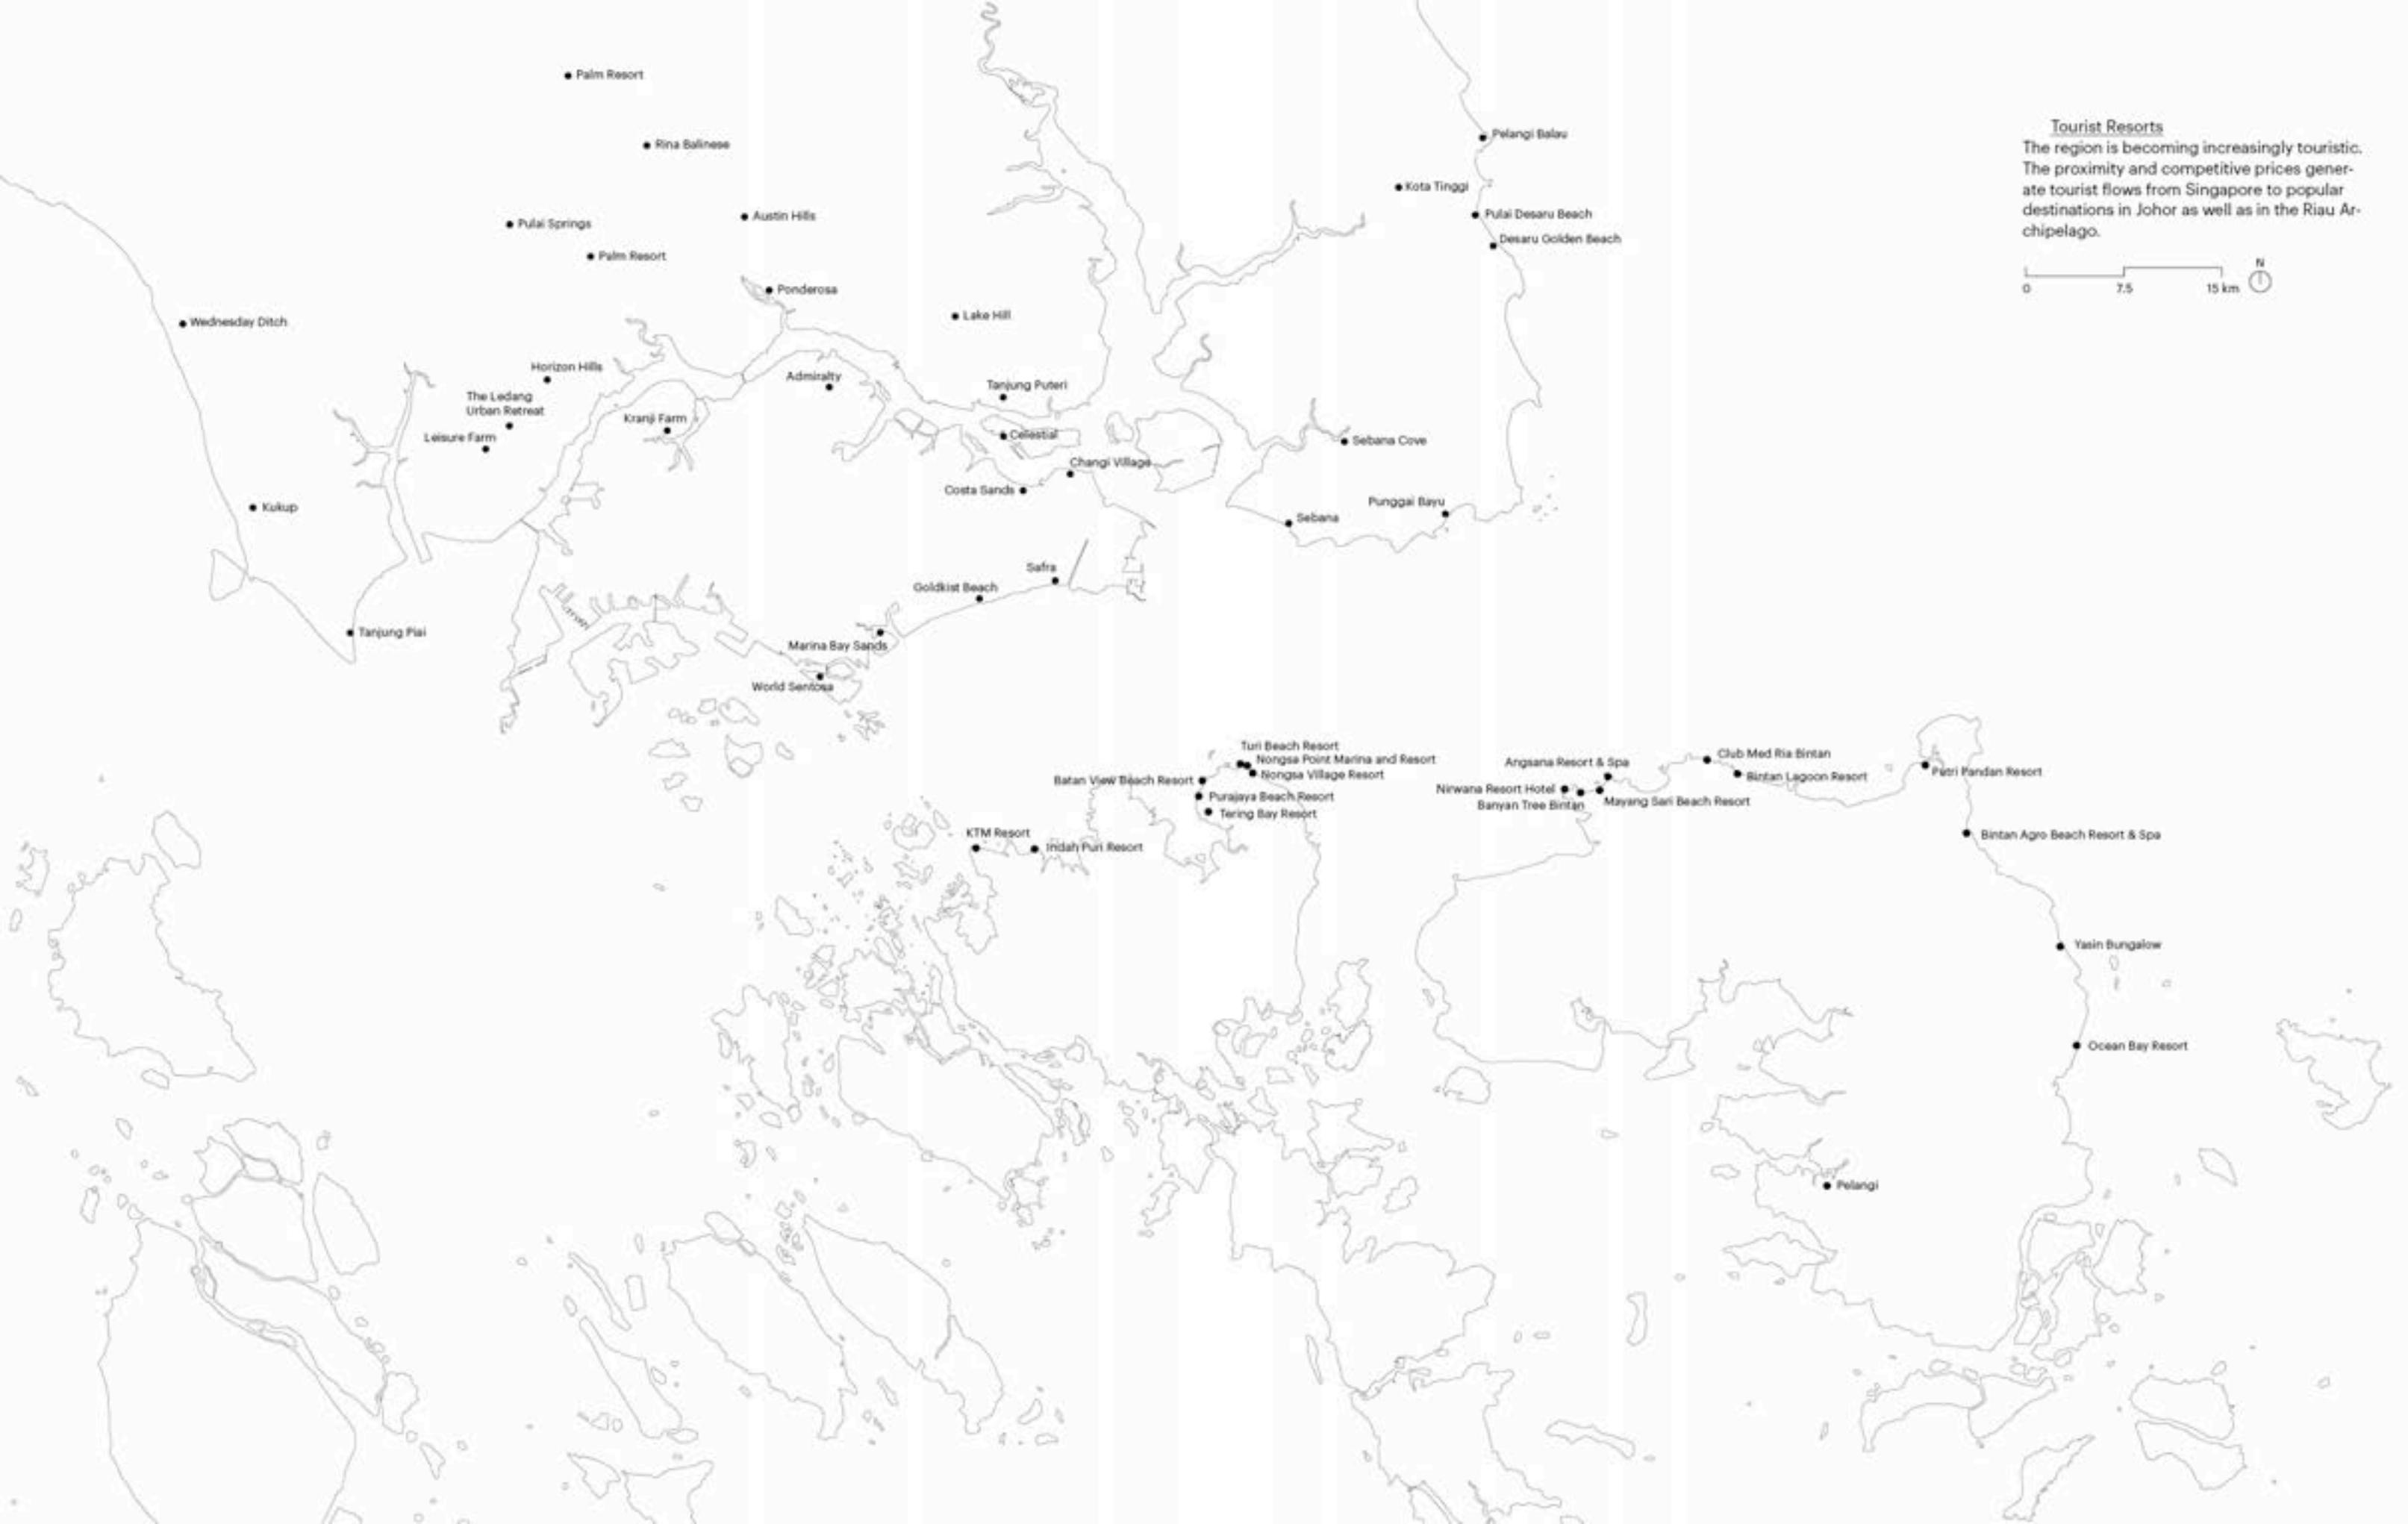 Palm Resort
Rina Balinese
Pelangi Balau
Kota Tinggi
Pulai Springs
Austin Hills
Pulai Desaru Beach
Desaru Golden Beach
Palm Resort
Ponderosa
Lake Hill
Wednesday Ditch
Horizon Hills
Admiralty
Tanjung Puteri
The Ledang
Urban Retreat
Kranji Farm
Leisure Farm
Celestial
Sebana Cove
Changi Village
Costa Sands
Kukup
Punggai Bayu
Sebana
Safra
Goldkist Beach
Tanjung Piai
Marina Bay Sands
World Sentosa
Tourist Resorts
The region is becoming increasingly touristic.
The proximity and competitive prices gener-
ate tourist flows from Singapore to popular
destinations in Johor as well as in the Riau Ar-
chipelago.
N
0 7.5 15 km
Turi Beach Resort
Nongsa Point Marina and Resort
Nongsa Village Resort
Batan View Beach Resort
Purajaya Beach Resort
Tering Bay Resort
KTM Resort
Indah Puri Resort
Angsana Resort & Spa
Club Med Ria Bintan
Bintan Lagoon Resort
Nirwana Resort Hotel
Banyan Tree Bintan
Mayang Sari Beach Resort
Putri Pandan Resort
Bintan Agro Beach Resort & Spa
Yasin Bungalow
Ocean Bay Resort
Pelangi